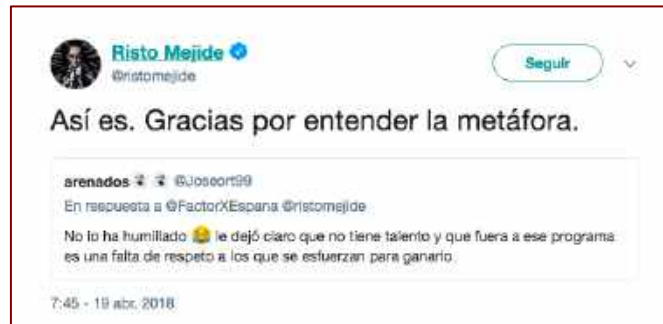 Risto Mejide
@ristomejide
Seguir
Así es. Gracias por entender la metáfora.
arenados @Joseort99
En respuesta a @FactorXEspana @ristomejide
No lo ha humillado 😂 le dejó claro que no tiene talento y que fuera a ese programa
es una falta de respeto a los que se esfuerzan para ganarlo.
7:45 - 19 abr. 2018